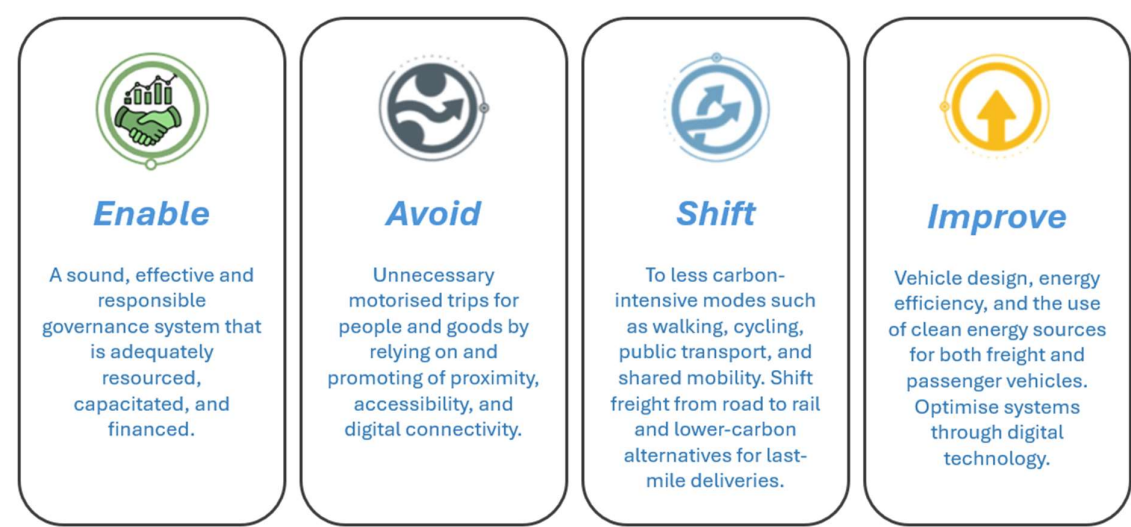 Enable
A sound, effective and
responsible
governance system that
is adequately
resourced,
capacitated, and
financed.
Avoid
Unnecessary
motorised trips for
people and goods by
relying on and
promoting of proximity,
accessibility, and
digital connectivity.
Shift
To less carbon-
intensive modes such
as walking, cycling,
public transport, and
shared mobility. Shift
freight from road to rail
and lower-carbon
alternatives for last-
mile deliveries.
Improve
Vehicle design, energy
efficiency, and the use
of clean energy sources
for both freight and
passenger vehicles.
Optimise systems
through digital
technology.